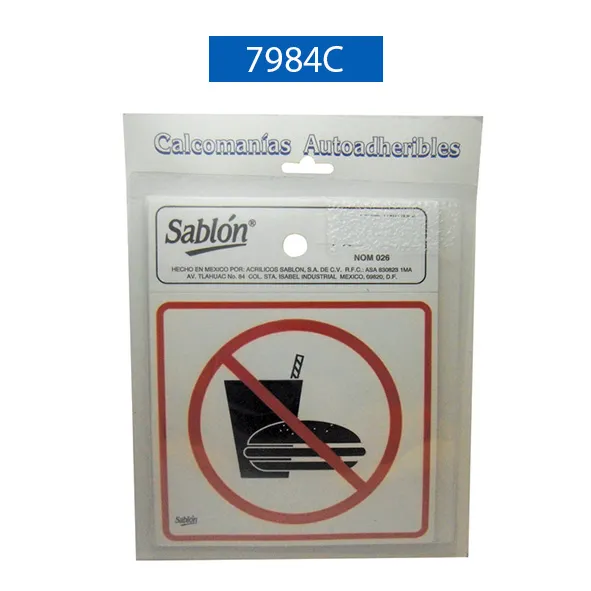 7984C
Calcomanías Autoadheribles
Sablón®
NOM 026
HECHO EN MEXICO POR: ACRILICOS SABLON, S.A. DE C.V. R.F.C.: ASA 830823 1MA
AV. TLAHUAC No. 84 COL. STA. ISABEL INDUSTRIAL MEXICO, 09820, D.F.
Sablón